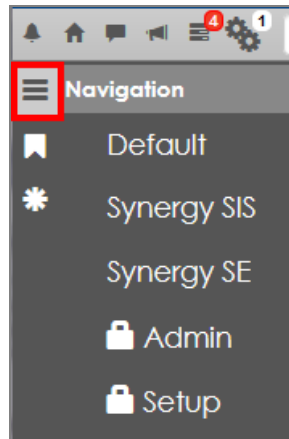 4 1
Navigation
Default
Synergy SIS
Synergy SE
Admin
Setup